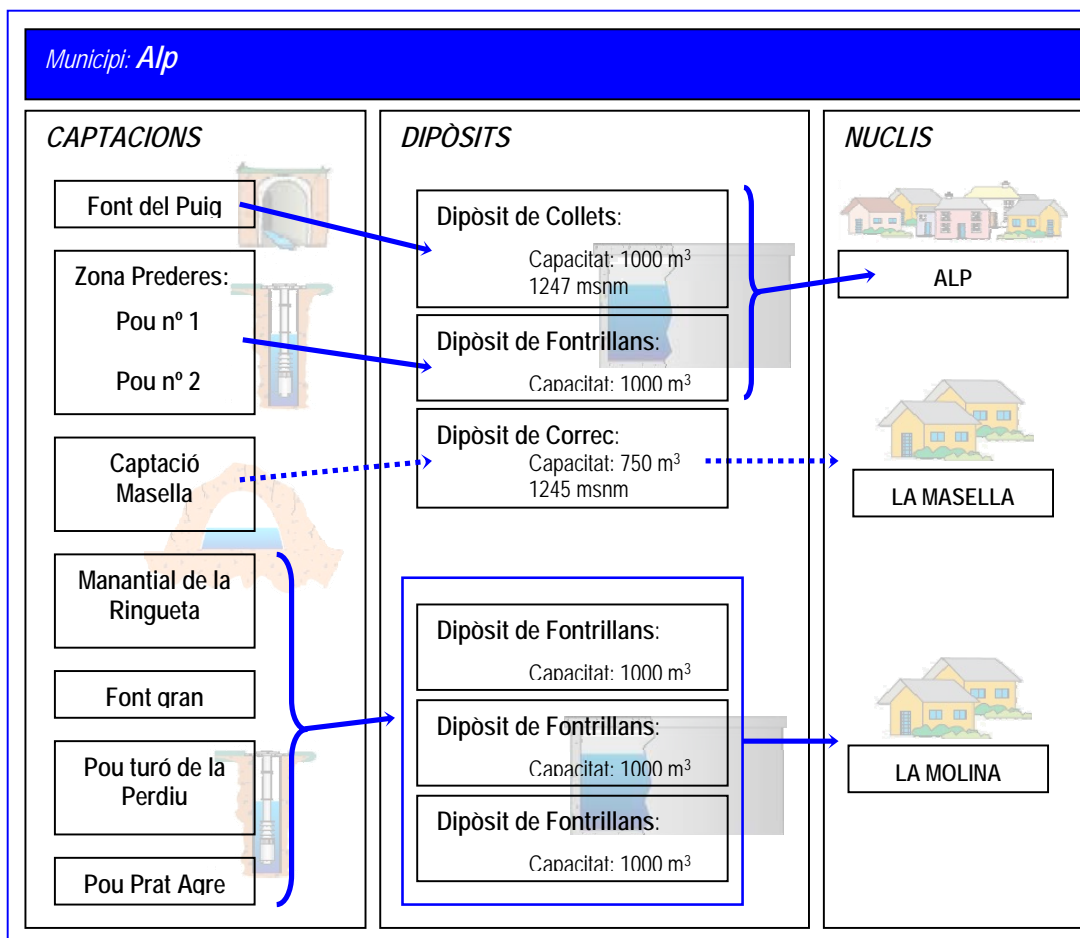 Municipi: Alp
CAPTACIONS
Font del Puig
Zona Prederes:
Pou nº 1
Pou nº 2
Captació
Masella
Manantial de la
Ringueta
Font gran
Pou turó de la
Perdiu
Pou Prat Agre
DIPÒSITS
Dipòsit de Collets:
Capacitat: 1000 m³
1247 msnm
Dipòsit de Fontrillans:
Capacitat: 1000 m³
Dipòsit de Correc:
Capacitat: 750 m³
1245 msnm
Dipòsit de Fontrillans:
Capacitat: 1000 m³
Dipòsit de Fontrillans:
Capacitat: 1000 m³
Dipòsit de Fontrillans:
Capacitat: 1000 m³
NUCLIS
ALP
LA MASELLA
LA MOLINA